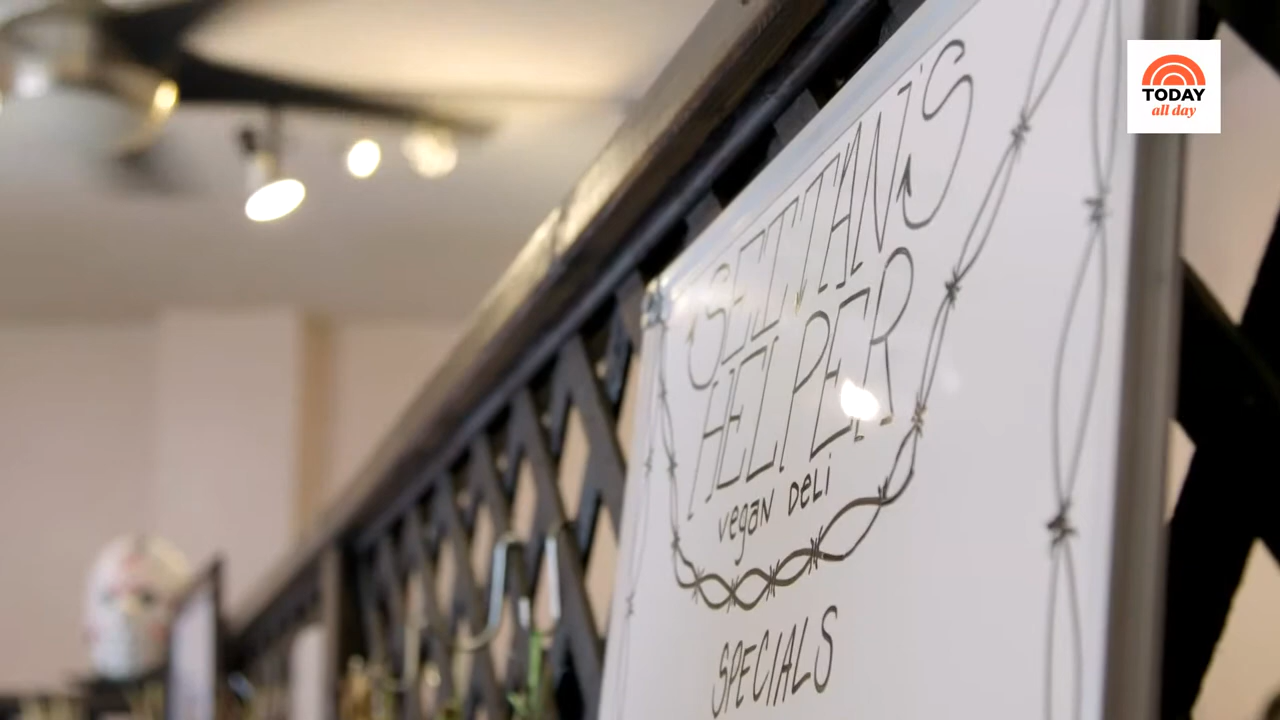 SEITAN'S
HELPER
vegan DELi
SPECIALS
TODAY
all day